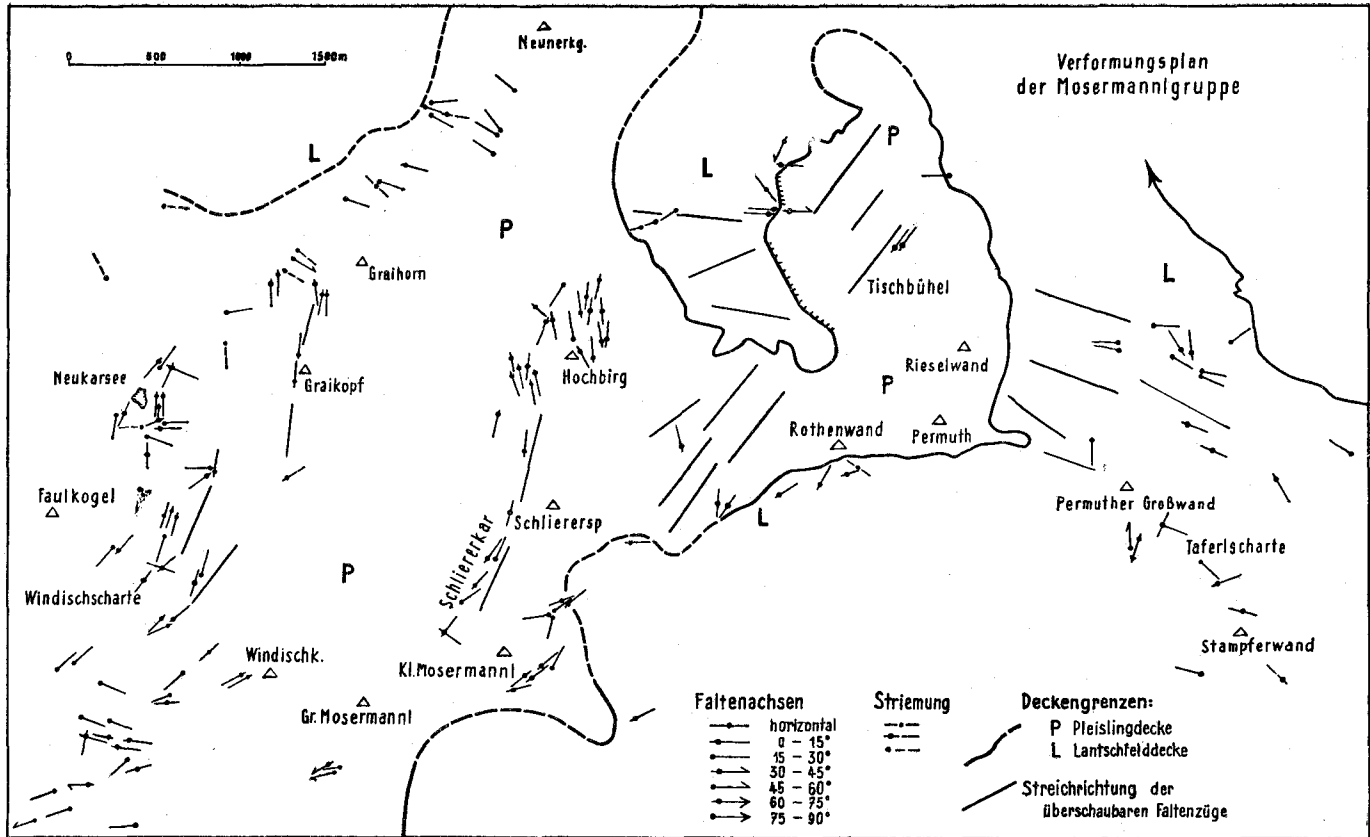 0 500 1000 1500m
Neunerkg.
Verformungsplan
der Mosermannlgruppe
L
L
P
P
L
Graihorn
Tischbühel
Neukarsee
Graikopf
Hochbirg
Rieselwand
P
Rothenwand
Permuth
Faulkogel
Schlierersp
L
Permuther Großwand
Schliererkar
Taferlscharte
Windischscharte
P
Stampferwand
Windischk.
Kl. Mosermannl
Gr. Mosermannl
Faltenachsen
horizontal
0 – 15°
15 – 30°
30 – 45°
45 – 60°
60 – 75°
75 – 90°
Striemung
Deckengrenzen:
P Pleislingdecke
L Lantschfelddecke
Streichrichtung der
überschaubaren Faltenzüge